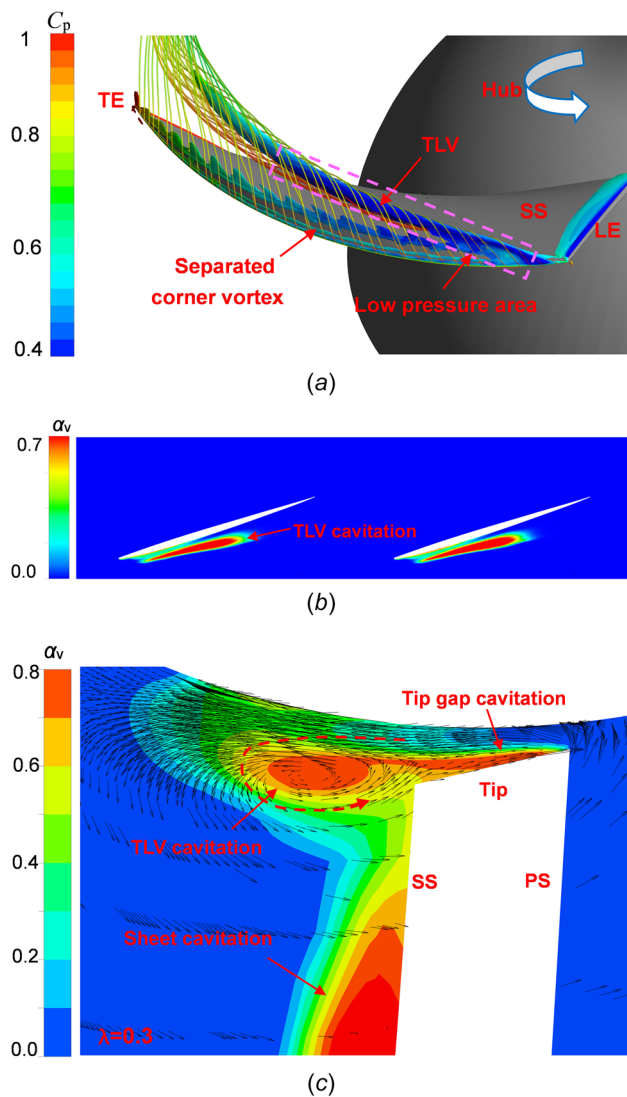 Cp
1
0.8
0.6
0.4
TE
Hub
TLV
SS
LE
Separated
corner vortex
Low pressure area
(a)
αv
0.7
0.0
TLV cavitation
(b)
αv
0.8
0.6
0.4
0.2
0.0
Tip gap cavitation
Tip
TLV cavitation
SS
PS
Sheet cavitation
λ=0.3
(c)